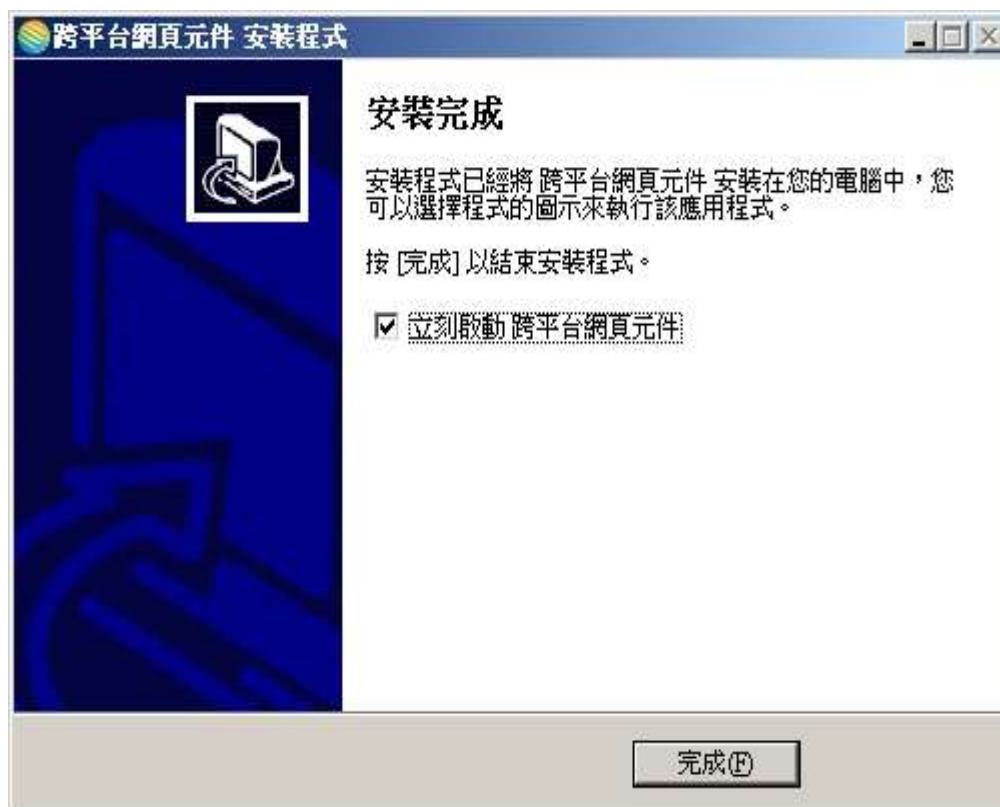 跨平台網頁元件 安裝程式
安裝完成
安裝程式已經將 跨平台網頁元件 安裝在您的電腦中，您
可以選擇程式的圖示來執行該應用程式。
按 [完成] 以結束安裝程式。
立刻啟動 跨平台網頁元件
完成(F)